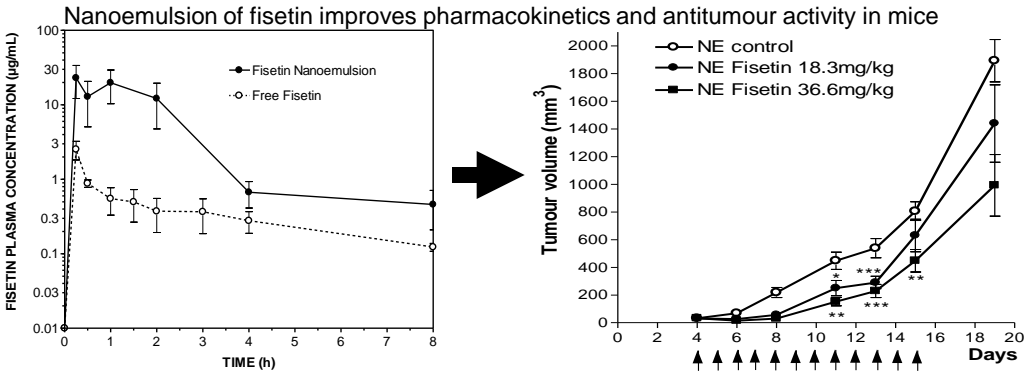 Nanoemulsion of fisetin improves pharmacokinetics and antitumour activity in mice
FISETIN PLASMA CONCENTRATION (µg/mL)
100
30
10
3
1
0.3
0.1
0.03
0.01
Fisetin Nanoemulsion
Free Fisetin
0 1 2 3 4 5 6 7 8
TIME (h)
Tumour volume (mm³)
2000
1800
1600
1400
1200
1000
800
600
400
200
0
NE control
NE Fisetin 18.3mg/kg
NE Fisetin 36.6mg/kg
* ***
** *** **
0 2 4 6 8 10 12 14 16 18 20
Days